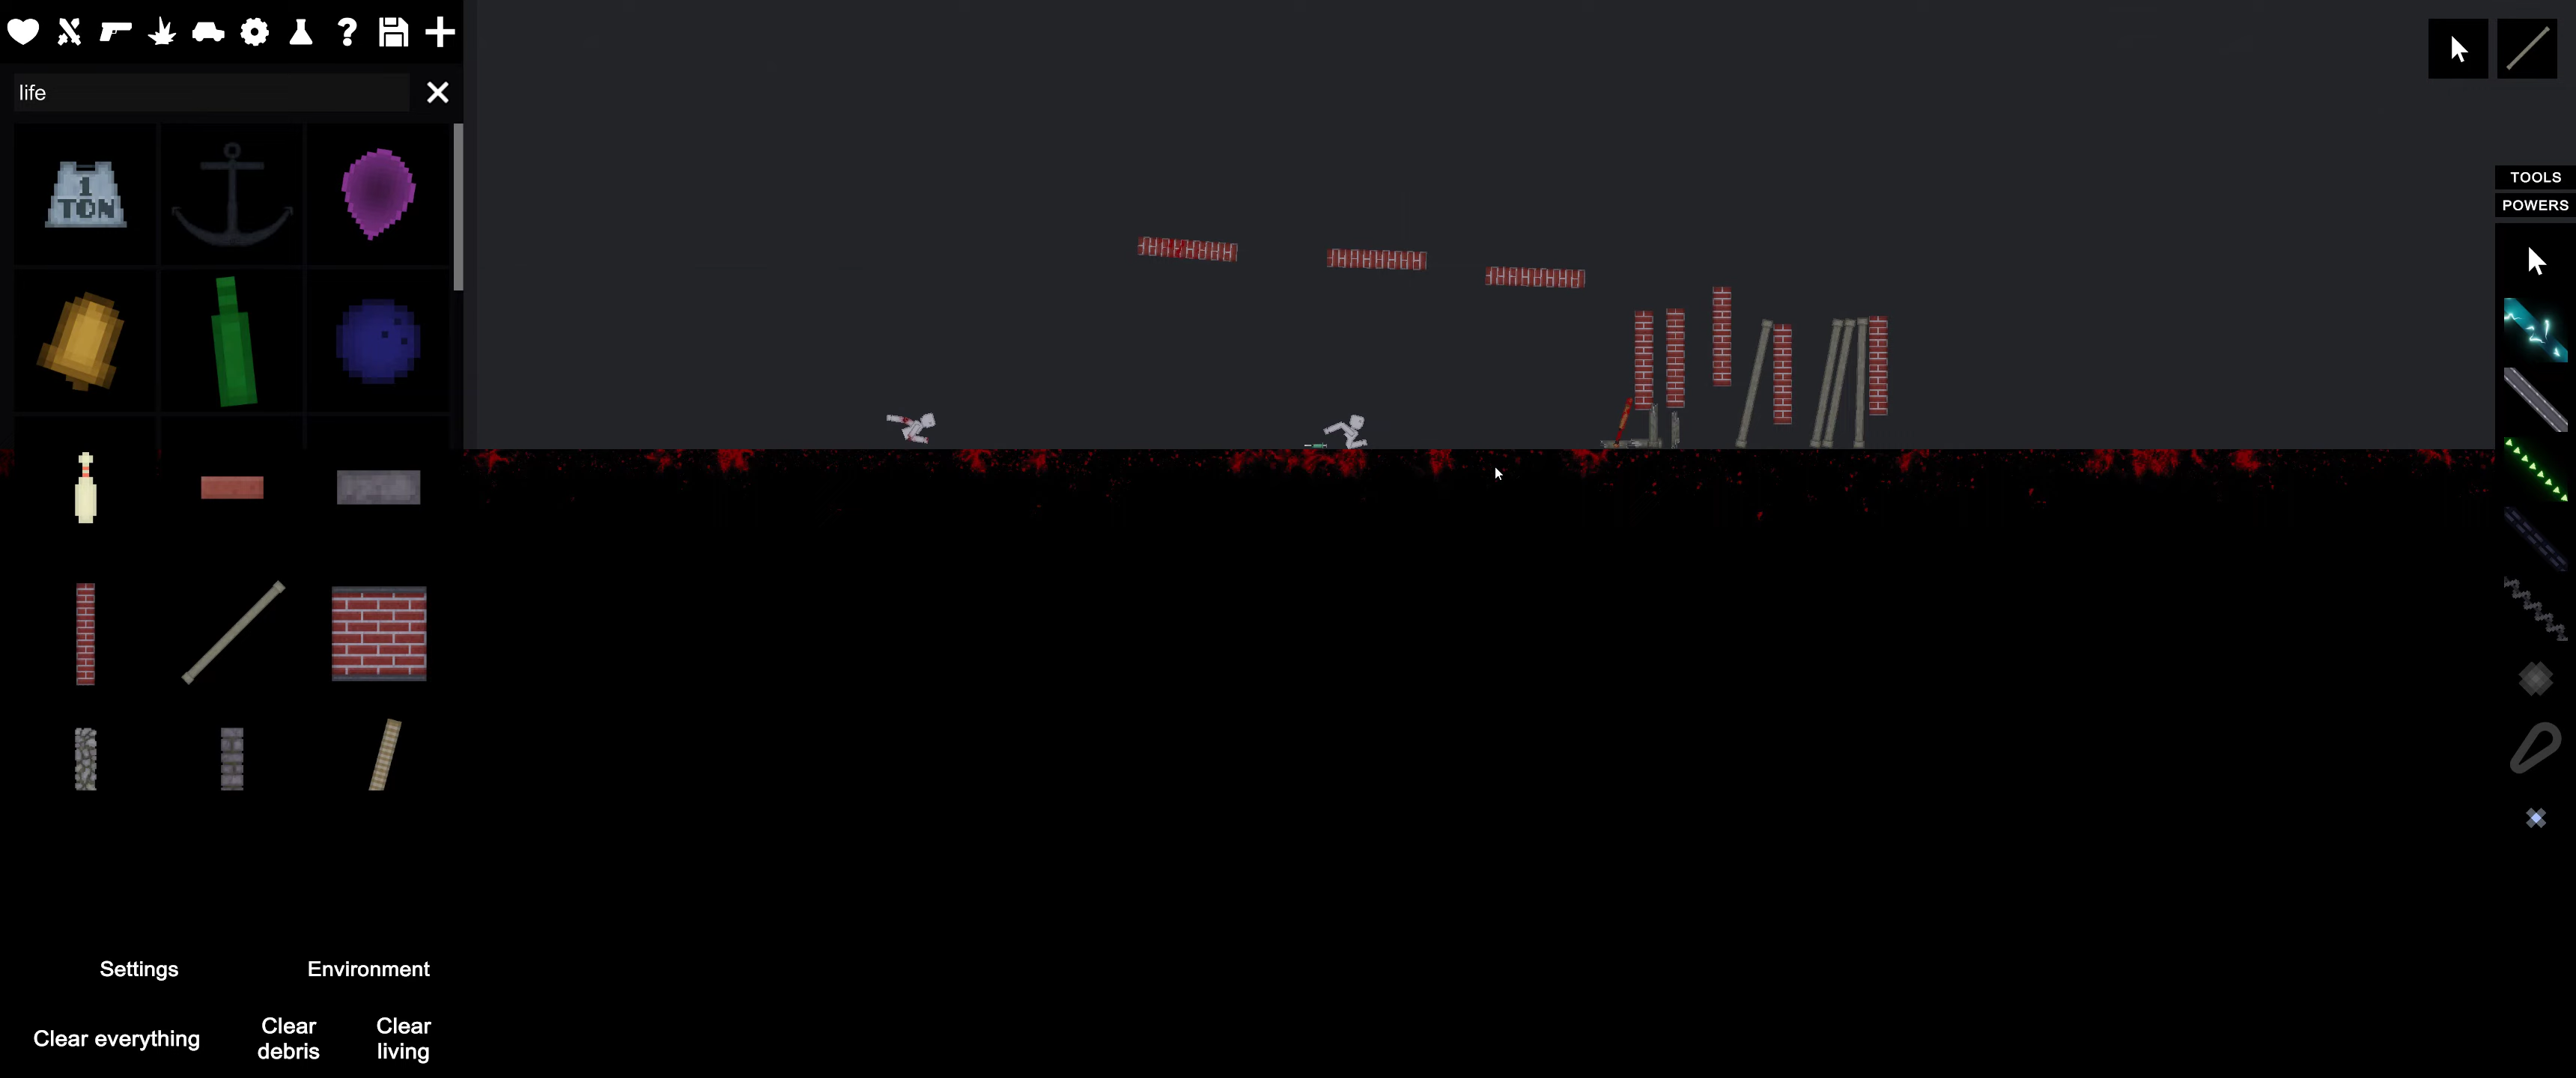 life
1
TON
TOOLS
POWERS
Settings
Environment
Clear everything
Clear
debris
Clear
living